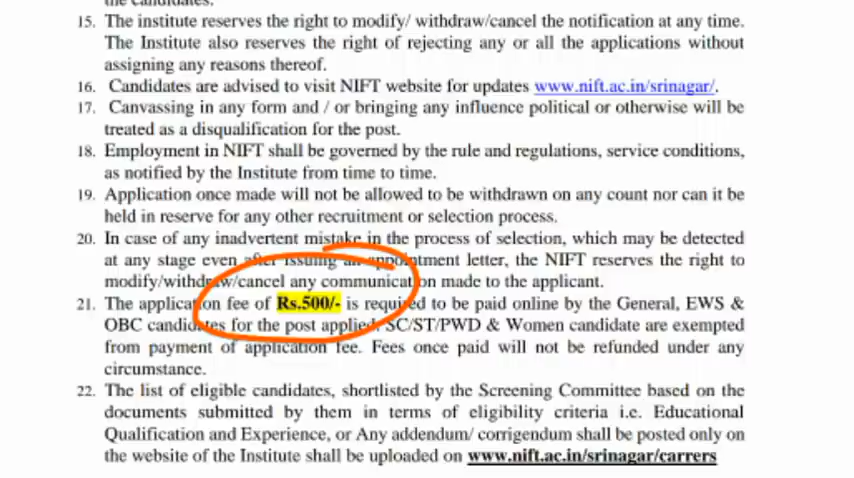 the candidates.
15. The institute reserves the right to modify/ withdraw/cancel the notification at any time.
The Institute also reserves the right of rejecting any or all the applications without
assigning any reasons thereof.
16. Candidates are advised to visit NIFT website for updates www.nift.ac.in/srinagar/.
17. Canvassing in any form and / or bringing any influence political or otherwise will be
treated as a disqualification for the post.
18. Employment in NIFT shall be governed by the rule and regulations, service conditions,
as notified by the Institute from time to time.
19. Application once made will not be allowed to be withdrawn on any count nor can it be
held in reserve for any other recruitment or selection process.
20. In case of any inadvertent mistake in the process of selection, which may be detected
at any stage even after issuing an appointment letter, the NIFT reserves the right to
modify/withdraw/cancel any communication made to the applicant.
21. The application fee of Rs.500/- is required to be paid online by the General, EWS &
OBC candidates for the post applied. SC/ST/PWD & Women candidate are exempted
from payment of application fee. Fees once paid will not be refunded under any
circumstance.
22. The list of eligible candidates, shortlisted by the Screening Committee based on the
documents submitted by them in terms of eligibility criteria i.e. Educational
Qualification and Experience, or Any addendum/ corrigendum shall be posted only on
the website of the Institute shall be uploaded on www.nift.ac.in/srinagar/carrers